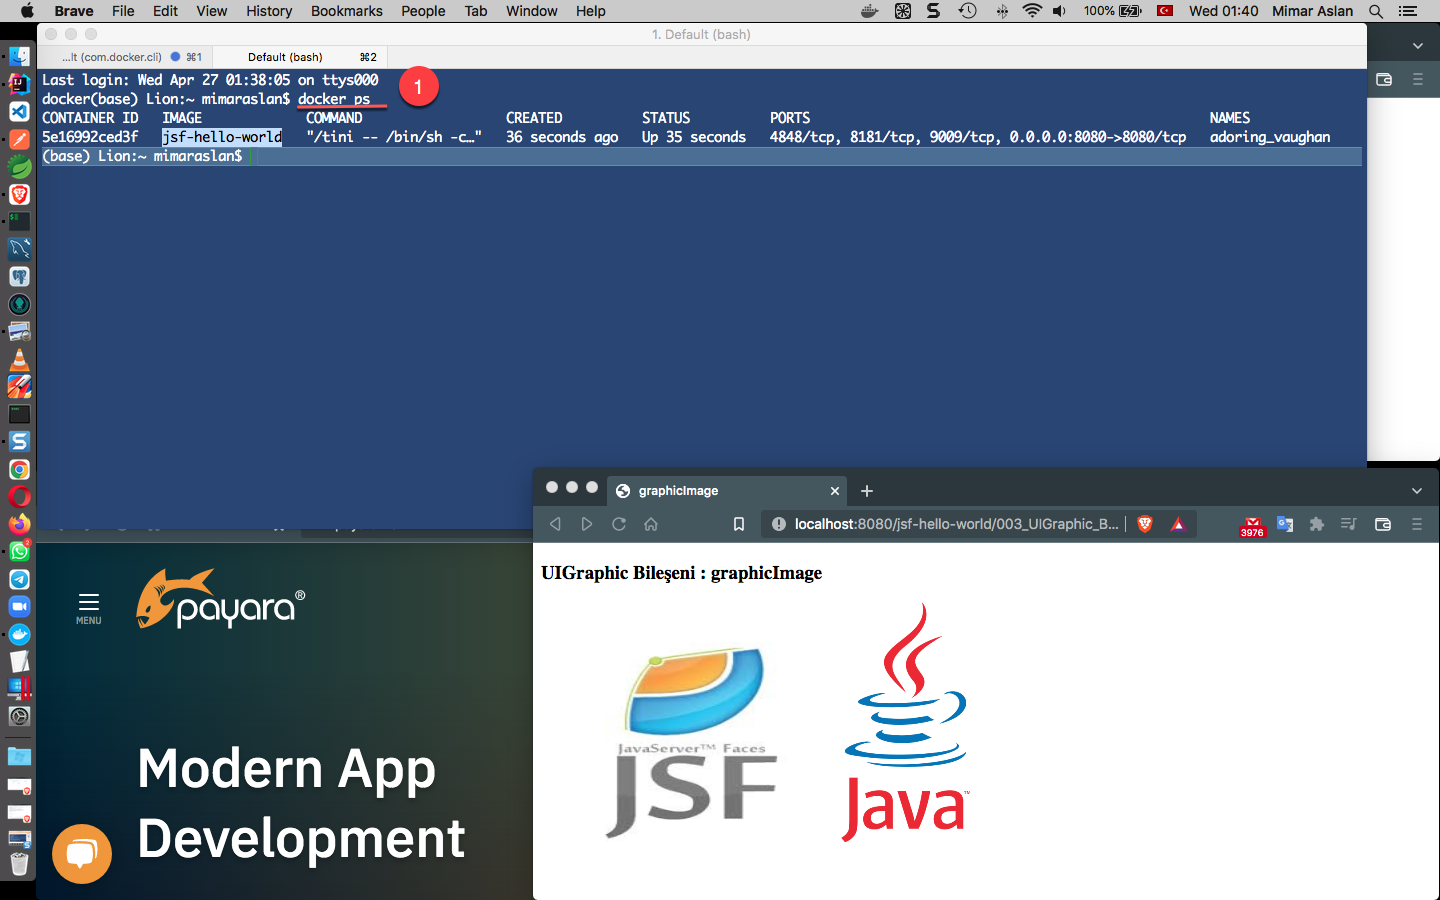 Brave File Edit View History Bookmarks People Tab Window Help 100% Wed 01:40 Mimar Aslan
1. Default (bash)
...lt (com.docker.cli) ⌘1 Default (bash) ⌘2
Last login: Wed Apr 27 01:38:05 on ttys000
docker(base) Lion:~ mimaraslan$ docker ps
1
CONTAINER ID IMAGE COMMAND CREATED STATUS PORTS NAMES
5e16992ced3f jsf-hello-world "/tini -- /bin/sh -c…" 36 seconds ago Up 35 seconds 4848/tcp, 8181/tcp, 9009/tcp, 0.0.0.0:8080->8080/tcp adoring_vaughan
(base) Lion:~ mimaraslan$
graphicImage
localhost:8080/jsf-hello-world/003_UIGraphic_B...
3976
UIGraphic Bileşeni : graphicImage
JavaServer™ Faces
JSF
Java™
MENU
payara®
Modern App
Development